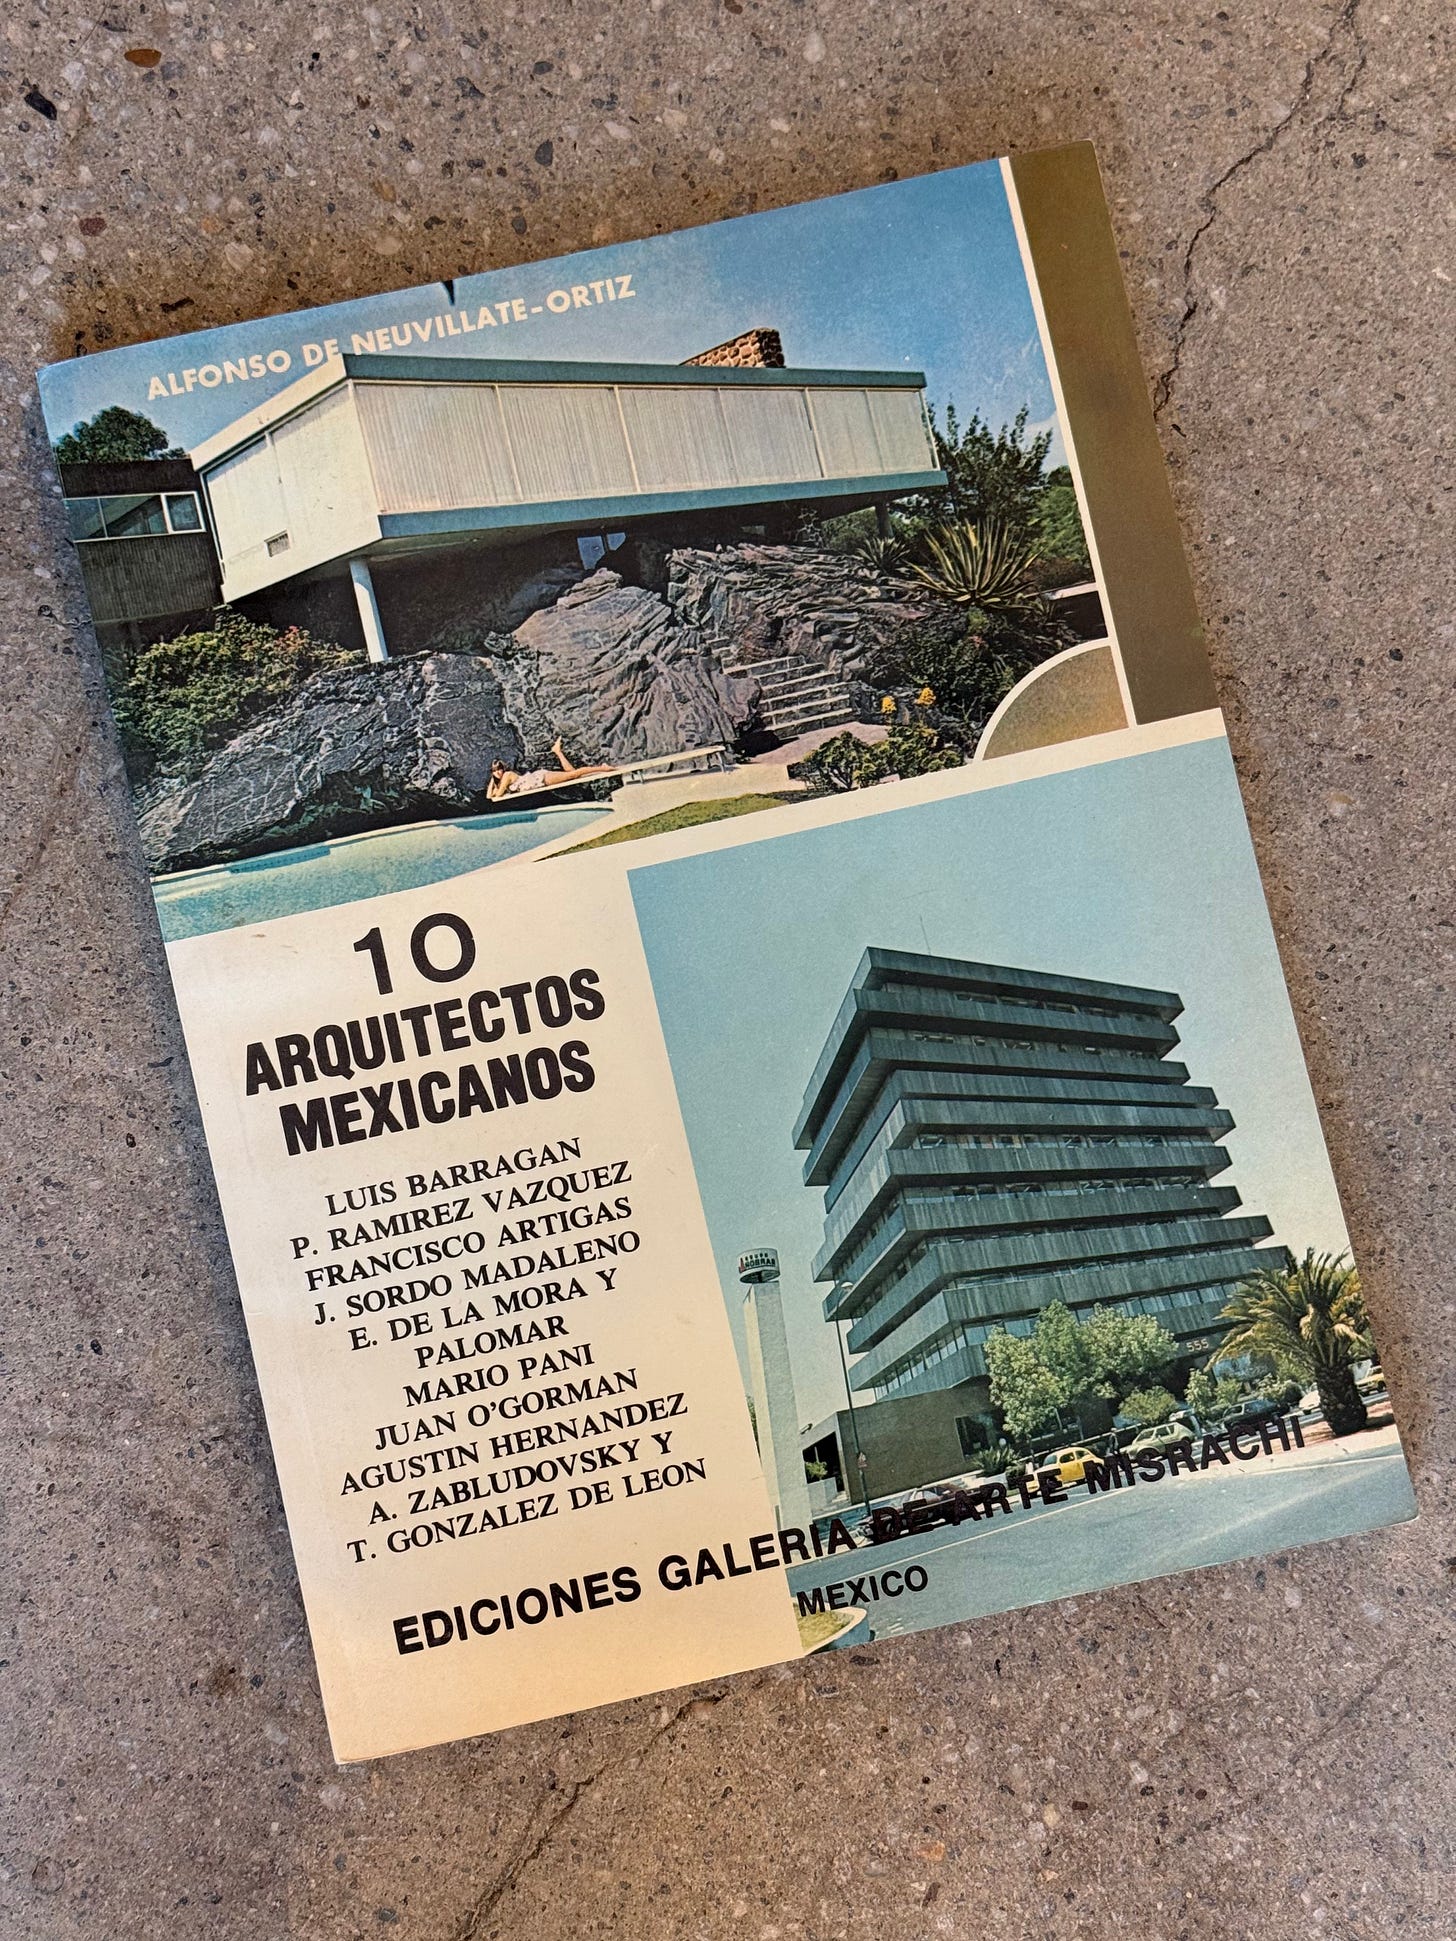 ALFONSO DE NEUVILLATE-ORTIZ
10
ARQUITECTOS
MEXICANOS
LUIS BARRAGAN
P. RAMIREZ VAZQUEZ
FRANCISCO ARTIGAS
J. SORDO MADALENO
E. DE LA MORA Y
PALOMAR
MARIO PANI
JUAN O'GORMAN
AGUSTIN HERNANDEZ
A. ZABLUDOVSKY Y
T. GONZALEZ DE LEON
555
EDICIONES GALERIA DE ARTE MISRACHI
MEXICO